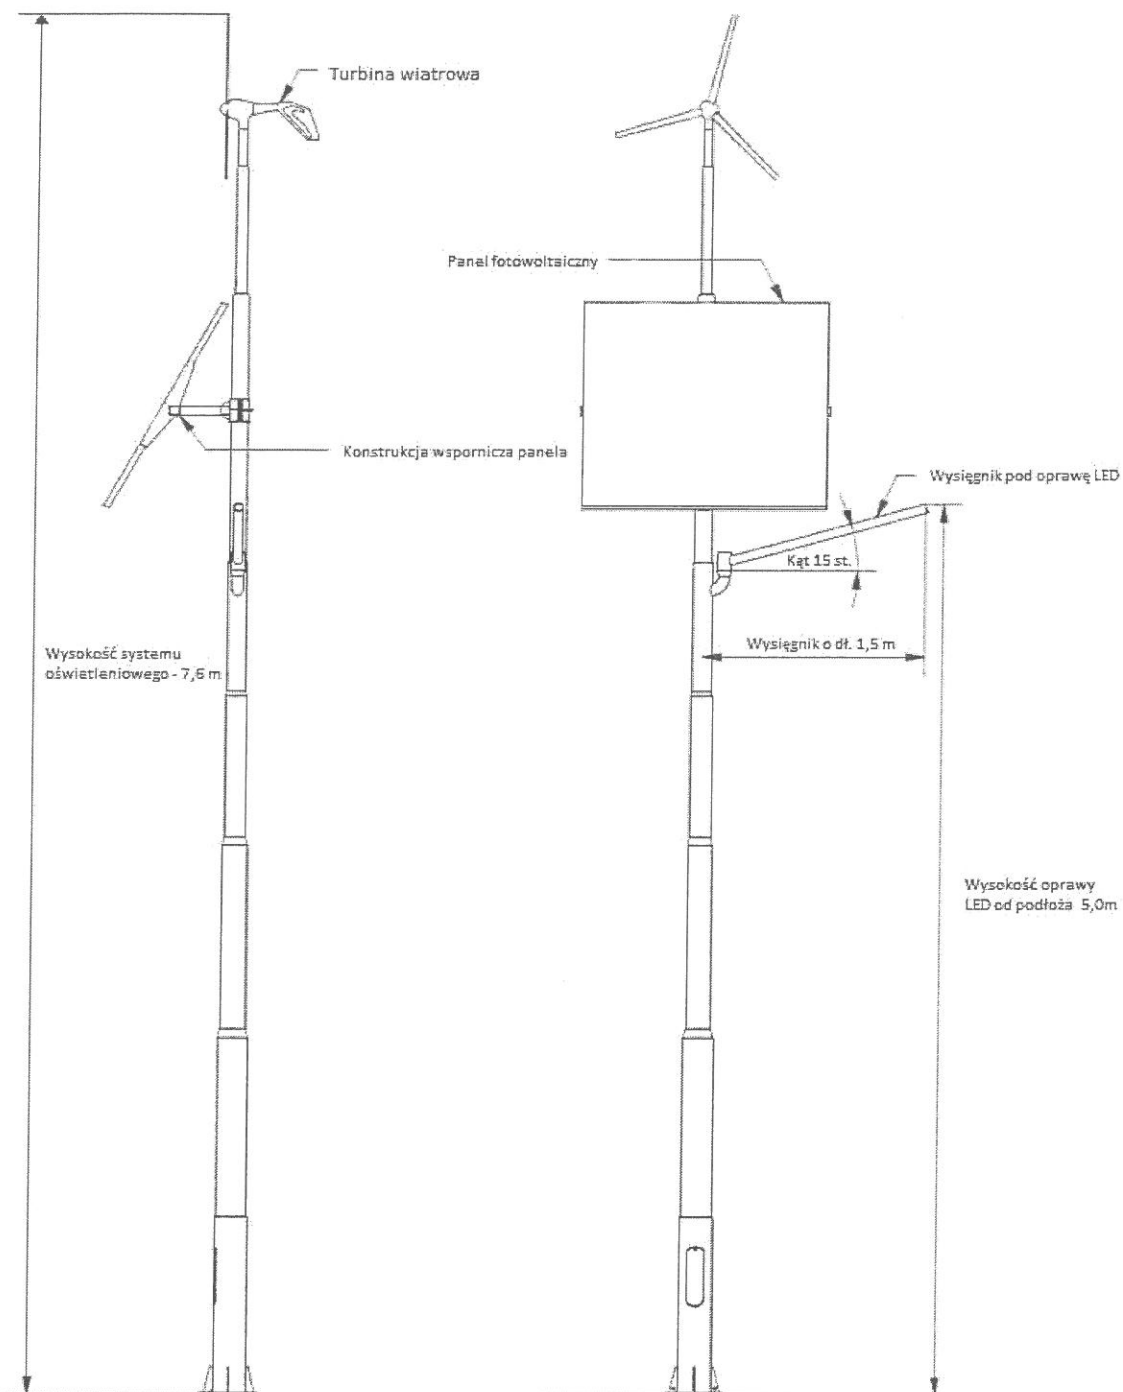 Turbina wiatrowa
Panel fotowoltaiczny
Konstrukcja wspornicza panela
Wysięgnik pod oprawę LED
Kąt 15 st.
Wysięgnik o dł. 1,5 m
Wysokość systemu
oświetleniowego - 7,6 m
Wysokość oprawy
LED od podłoża 5,0m